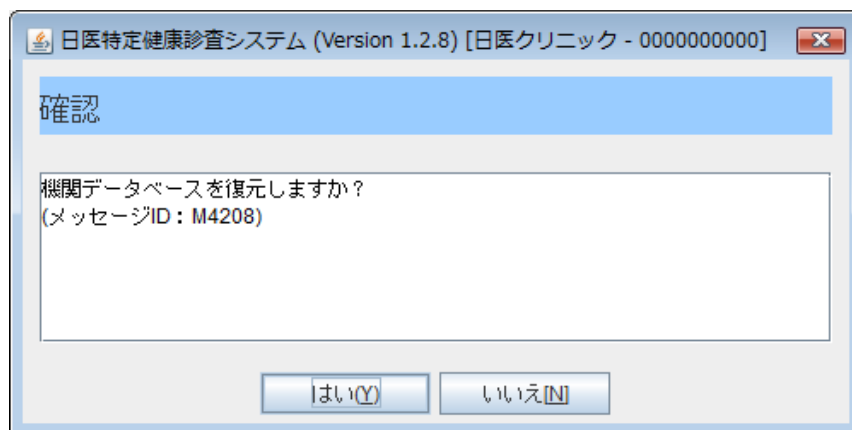 日医特定健康診査システム (Version 1.2.8) [日医クリニック - 0000000000]
確認
機関データベースを復元しますか？
(メッセージID：M4208)
はい(Y)
いいえ[N]